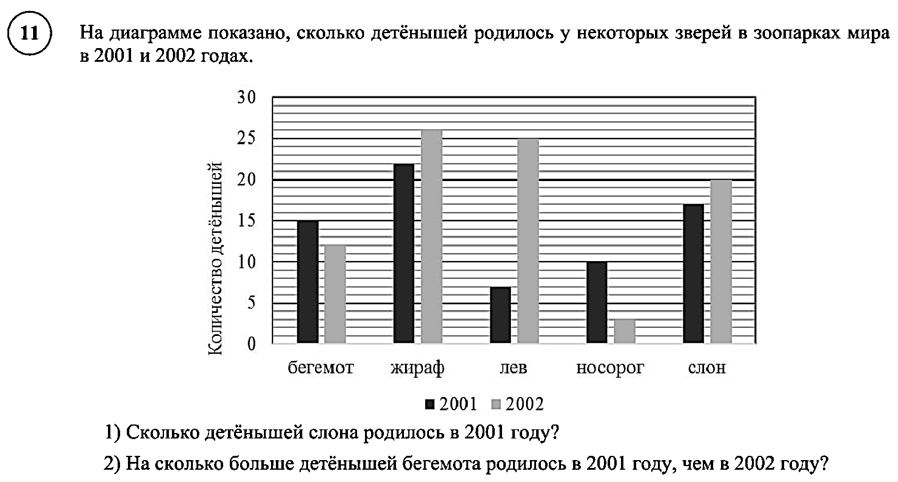 11
На диаграмме показано, сколько детёнышей родилось у некоторых зверей в зоопарках мира
в 2001 и 2002 годах.
Количество детёнышей
30
25
20
15
10
5
0
бегемот жираф лев носорог слон
2001 2002
1) Сколько детёнышей слона родилось в 2001 году?
2) На сколько больше детёнышей бегемота родилось в 2001 году, чем в 2002 году?